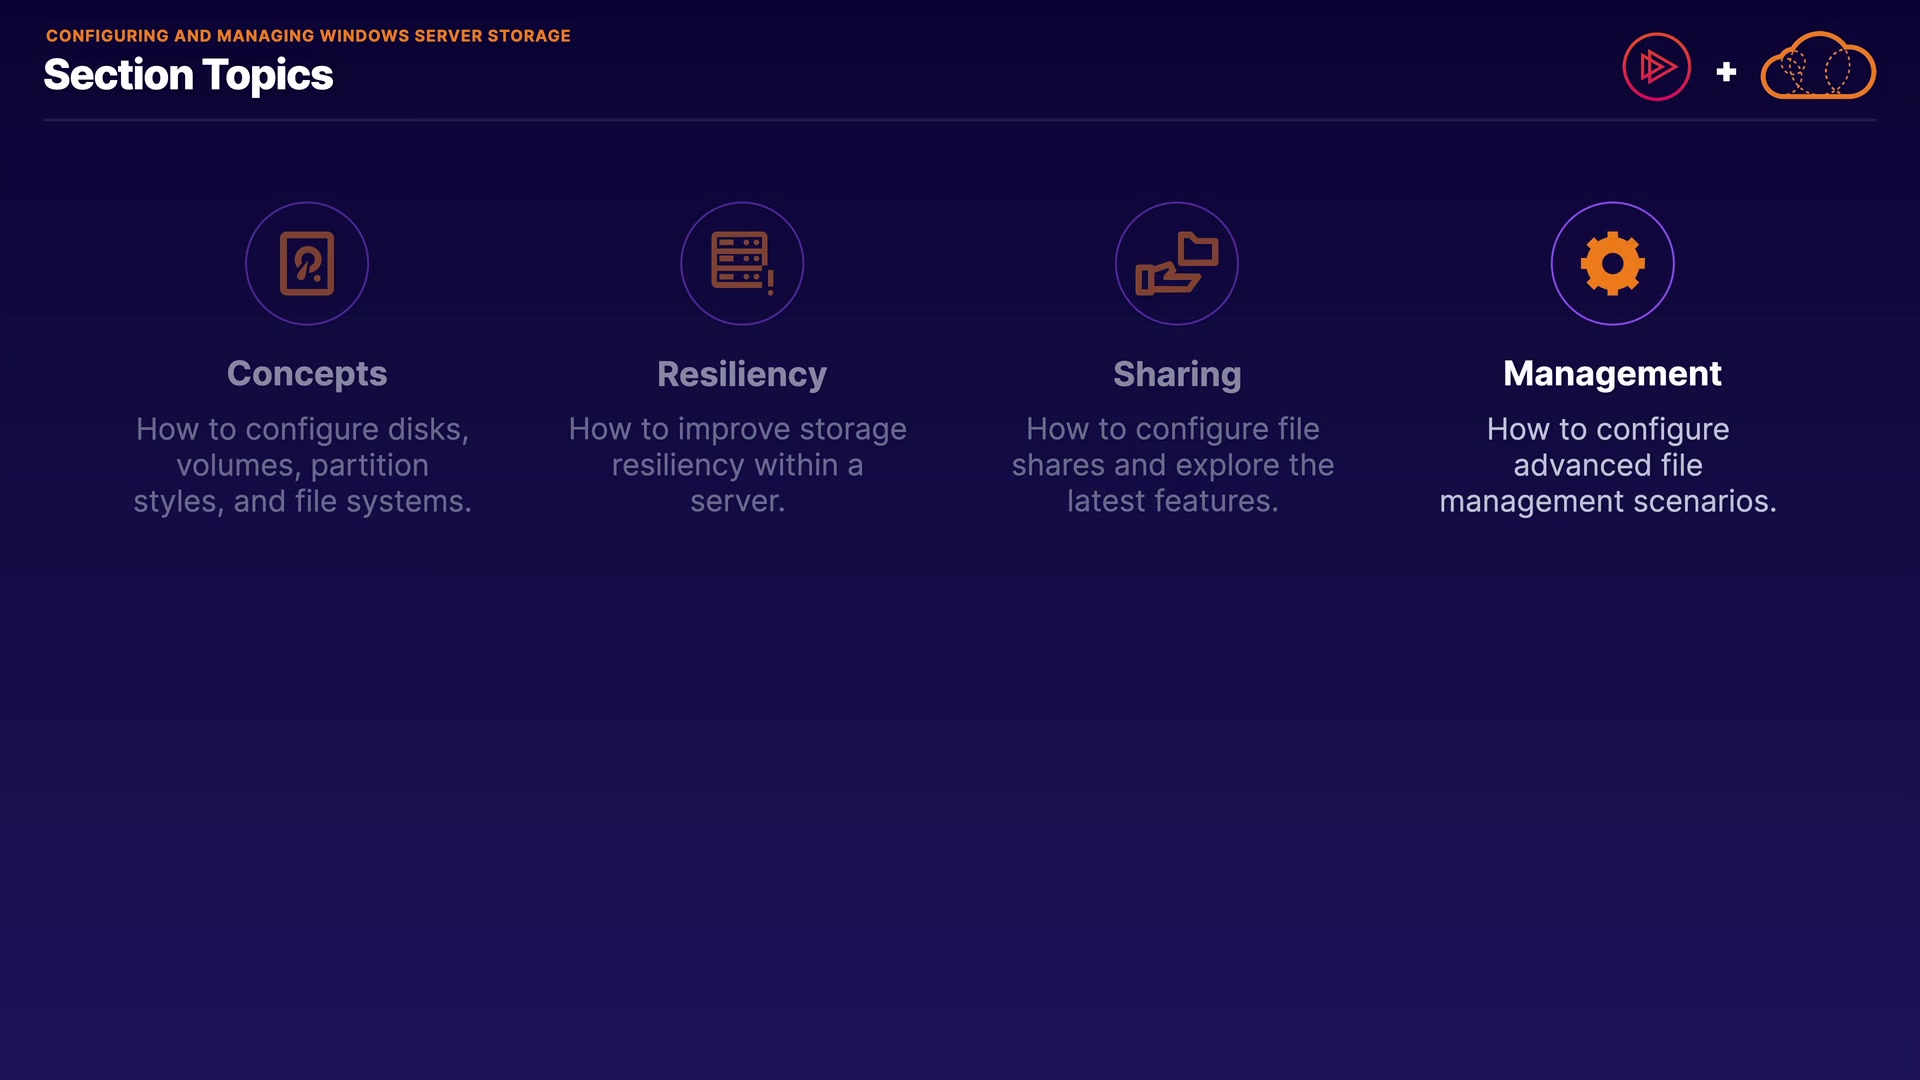 CONFIGURING AND MANAGING WINDOWS SERVER STORAGE
Section Topics
Concepts
How to configure disks,
volumes, partition
styles, and file systems.
Resiliency
How to improve storage
resiliency within a
server.
Sharing
How to configure file
shares and explore the
latest features.
Management
How to configure
advanced file
management scenarios.